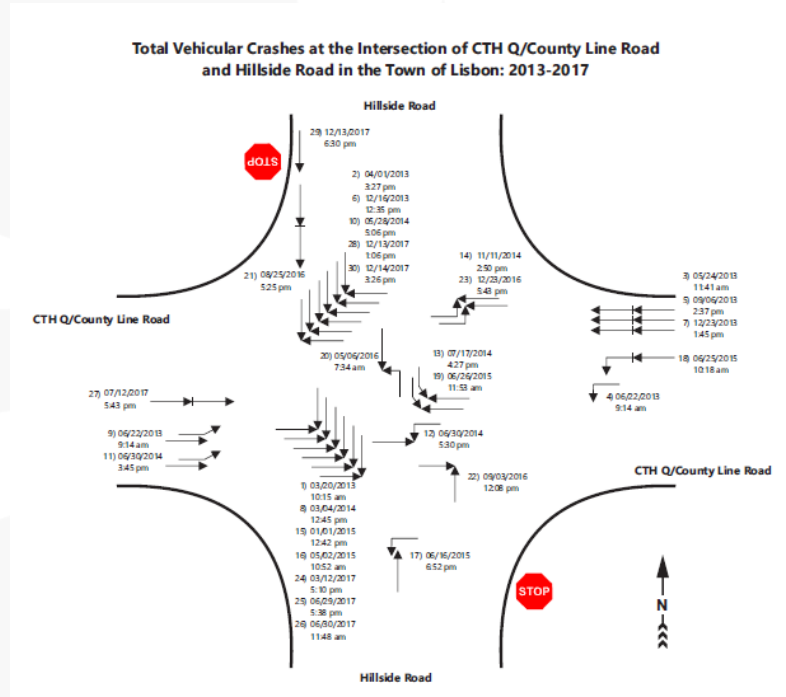 Total Vehicular Crashes at the Intersection of CTH Q/County Line Road
and Hillside Road in the Town of Lisbon: 2013-2017
Hillside Road
29) 12/13/2017
6:30 pm
STOP
2) 04/01/2013
3:27 pm
6) 12/16/2013
12:35 pm
10) 05/28/2014
5:06 pm
28) 12/13/2017
1:06 pm
30) 12/14/2017
3:26 pm
21) 08/25/2016
5:25 pm
14) 11/11/2014
2:50 pm
23) 12/23/2016
5:43 pm
3) 05/24/2013
11:41 am
5) 09/06/2013
2:37 pm
7) 12/23/2013
1:45 pm
CTH Q/County Line Road
20) 05/06/2016
7:34 am
13) 07/17/2014
4:27 pm
19) 06/26/2015
11:53 am
18) 06/25/2015
10:18 am
27) 07/12/2017
5:43 pm
4) 06/22/2013
9:14 am
9) 06/22/2013
9:14 am
11) 06/30/2014
3:45 pm
12) 06/30/2014
5:30 pm
22) 09/03/2016
12:08 pm
CTH Q/County Line Road
1) 03/20/2013
10:15 am
8) 03/04/2014
12:45 pm
15) 01/01/2015
12:42 pm
16) 05/02/2015
10:52 am
24) 03/12/2017
5:10 pm
25) 06/29/2017
5:38 pm
26) 06/30/2017
11:48 am
17) 06/16/2015
6:52 pm
STOP
N
Hillside Road